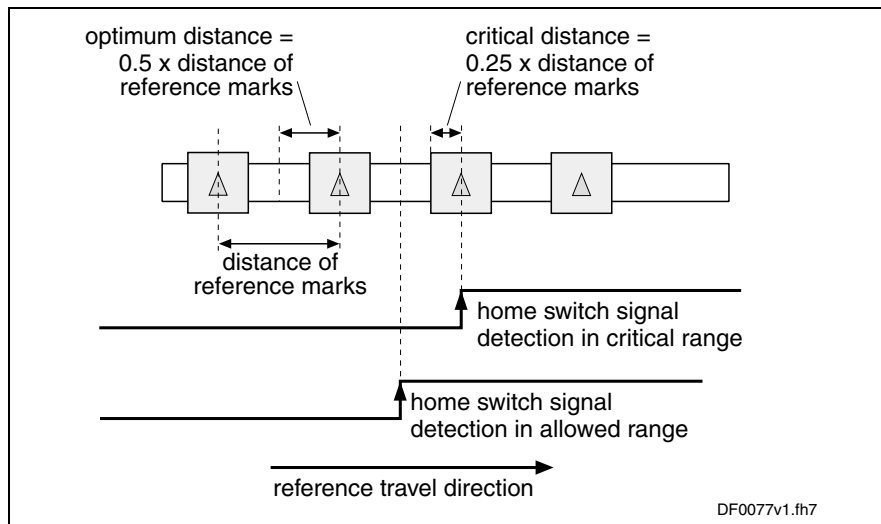 optimum distance =
0.5 x distance of
reference marks
critical distance =
0.25 x distance of
reference marks
distance of
reference marks
home switch signal
detection in critical range
home switch signal
detection in allowed range
reference travel direction
DF0077v1.fh7